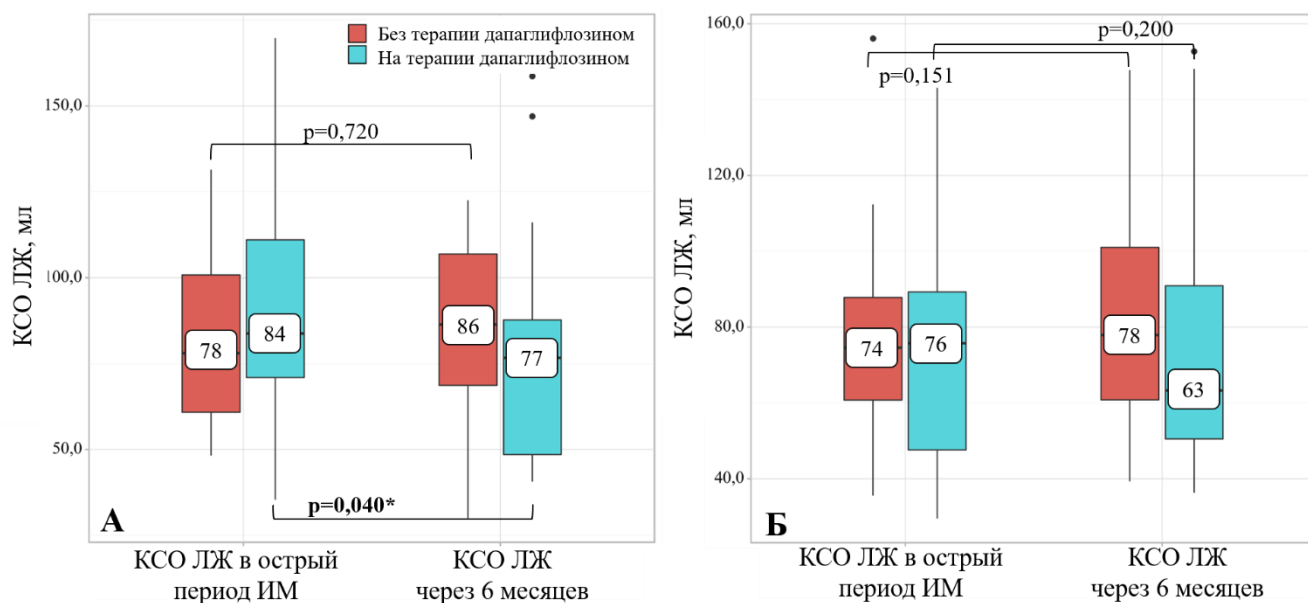 Без терапии дапаглифлозином
На терапии дапаглифлозином
КСО ЛЖ, мл
150,0
100,0
50,0
p=0,720
78
84
86
77
p=0,040*
А
КСО ЛЖ в острый
период ИМ
КСО ЛЖ
через 6 месяцев
КСО ЛЖ, мл
160,0
120,0
80,0
40,0
p=0,200
p=0,151
74
76
78
63
Б
КСО ЛЖ в острый
период ИМ
КСО ЛЖ
через 6 месяцев